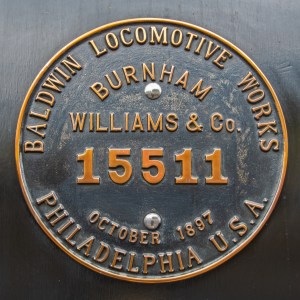 BALDWIN LOCOMOTIVE WORKS
BURNHAM
WILLIAMS & Co.
15511
OCTOBER 1897
PHILADELPHIA U.S.A.